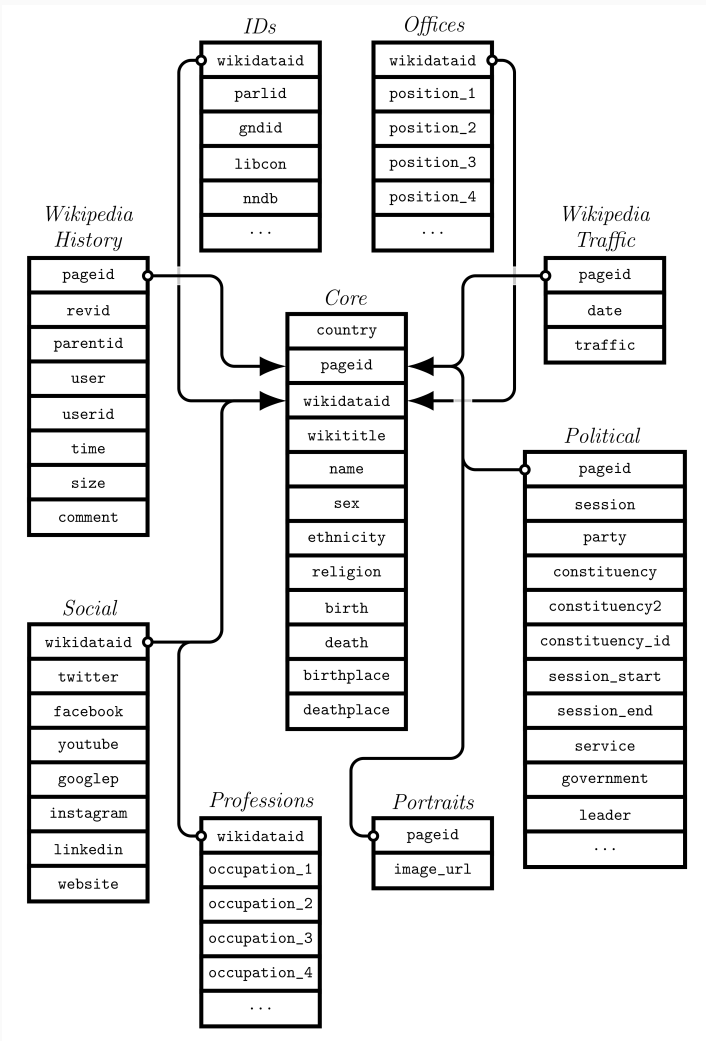 IDs
wikidataid
parlid
gndid
libcon
nndb
...
Offices
wikidataid
position_1
position_2
position_3
position_4
...
Wikipedia
History
pageid
revid
parentid
user
userid
time
size
comment
Core
country
pageid
wikidataid
wikititle
name
sex
ethnicity
religion
birth
death
birthplace
deathplace
Wikipedia
Traffic
pageid
date
traffic
Political
pageid
session
party
constituency
constituency2
constituency_id
session_start
session_end
service
government
leader
...
Social
wikidataid
twitter
facebook
youtube
googlep
instagram
linkedin
website
Professions
wikidataid
occupation_1
occupation_2
occupation_3
occupation_4
...
Portraits
pageid
image_url